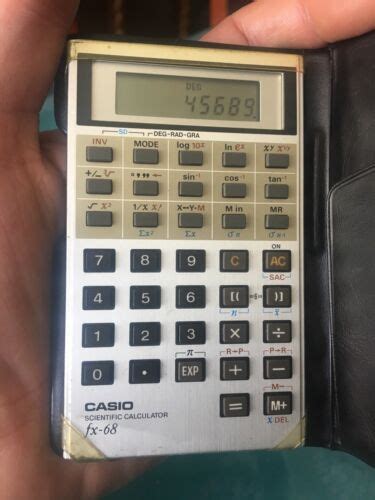 DEG
45689.
SD DEG-RAD-GRA
INV MODE log 10ˣ ln eˣ xʸ x¹/ʸ
+/− ³√ °’” ← sin⁻¹ cos⁻¹ tan⁻¹
√ x² 1/x x! X↔Y-M M in MR
Σx² Σx σn σn-1
ON
7 8 9 C AC
SAC
4 5 6 [( )]
n x̄
1 2 3 × ÷
π R→P P→R
0 • EXP + −
M−
CASIO = M+
SCIENTIFIC CALCULATOR X·DEL
fx-68